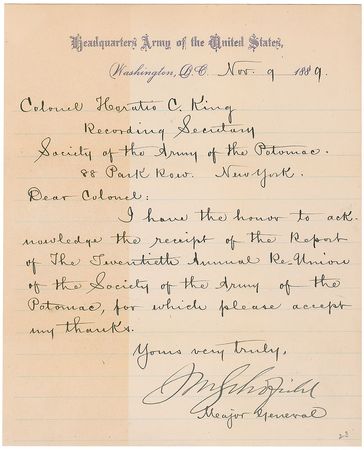 Headquarters Army of the United States,
Washington, D.C. Nov. 9 1889.
Colonel Horatio C. King
Recording Secretary
Society of the Army of the Potomac.
88 Park Row. New York.
Dear Colonel:
I have the honor to ack-
nowledge the receipt of the Report
of The Twentieth Annual Re-Union
of the Society of the Army of the
Potomac, for which please accept
my thanks.
Yours very truly,
JMSchofield
Major General
23